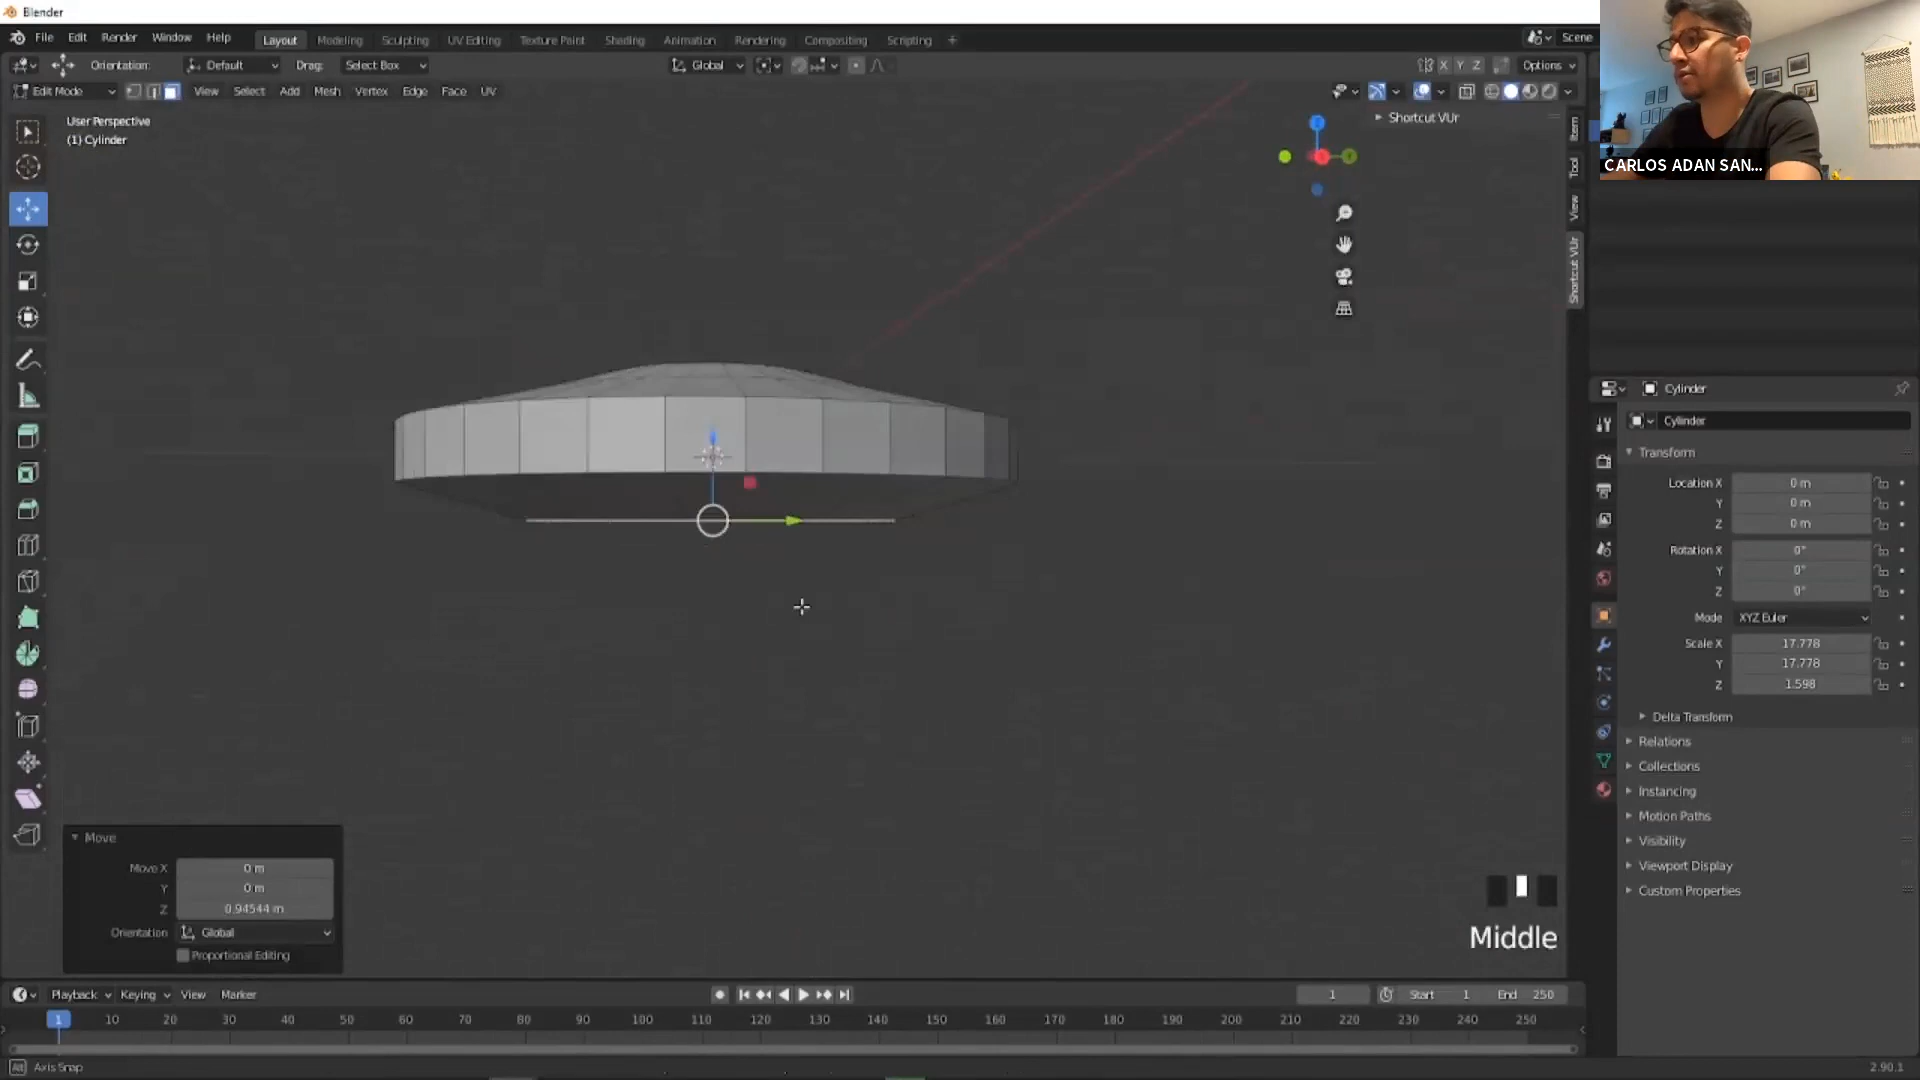 Blender
File Edit Render Window Help
Layout Modeling Sculpting UV Editing Texture Paint Shading Animation Rendering Compositing Scripting +
Scene
Orientation: Default Drag: Select Box Global X Y Z Options
Edit Mode View Select Add Mesh Vertex Edge Face UV
User Perspective
(1) Cylinder
Shortcut VUr
Item
Tool
View
Shortcut VUr
CARLOS ADAN SAN...
Cylinder
Cylinder
Transform
Location X 0 m
Y 0 m
Z 0 m
Rotation X 0°
Y 0°
Z 0°
Mode XYZ Euler
Scale X 17.778
Y 17.778
Z 1.598
Delta Transform
Relations
Collections
Instancing
Motion Paths
Visibility
Viewport Display
Custom Properties
Move
Move X 0 m
Y 0 m
Z 0.94544 m
Orientation Global
Proportional Editing
Middle
Playback Keying View Marker 1 Start 1 End 250
1 10 20 30 40 50 60 70 80 90 100 110 120 130 140 150 160 170 180 190 200 210 220 230 240 250
Alt Axis Snap
2.90.1